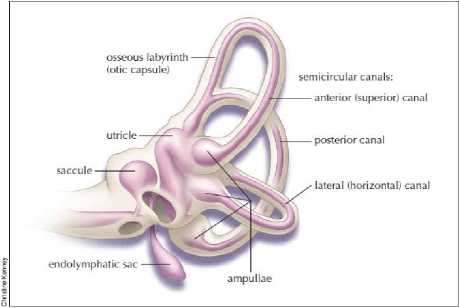 osseous labyrinth
(otic capsule)
semicircular canals:
anterior (superior) canal
utricle
posterior canal
saccule
lateral (horizontal) canal
endolymphatic sac
ampullae
Christine Kenney